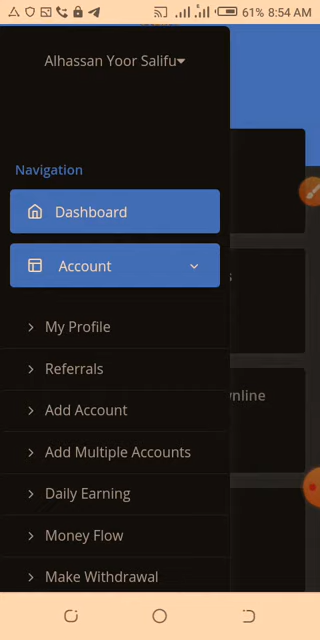 61% 8:54 AM
Alhassan Yoor Salifu
Navigation
Dashboard
Account
My Profile
Referrals
Add Account
Add Multiple Accounts
Daily Earning
Money Flow
Make Withdrawal